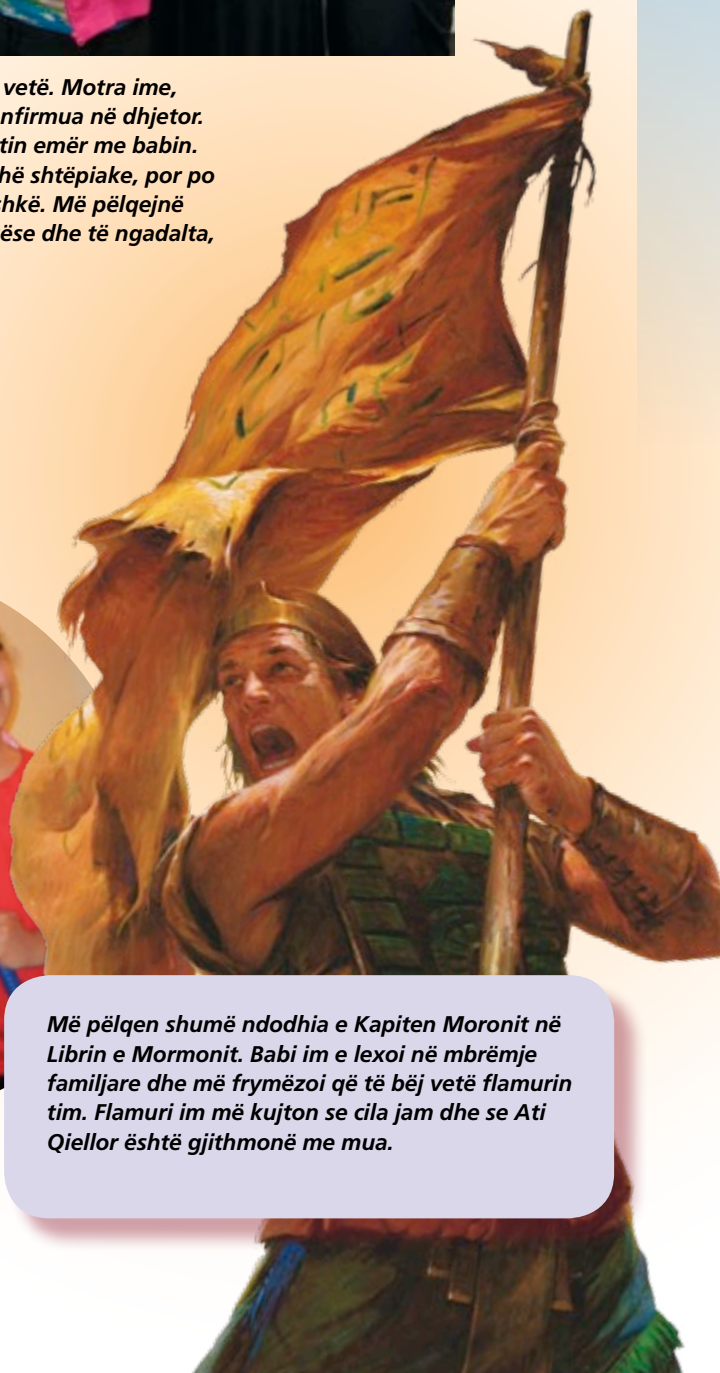 vetë. Motra ime,
nfirmua në dhjetor.
tin emër me babin.
hë shtëpiake, por po
hkë. Më pëlqejnë
ëse dhe të ngadalta,
Më pëlqen shumë ndodhia e Kapiten Moronit në
Librin e Mormonit. Babi im e lexoi në mbrëmje
familjare dhe më frymëzoi që të bëj vetë flamurin
tim. Flamuri im më kujton se cila jam dhe se Ati
Qiellor është gjithmonë me mua.